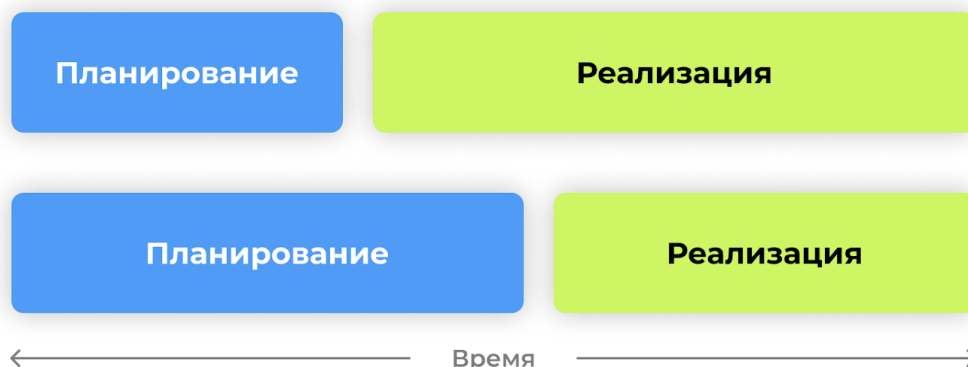 Планирование
Реализация
Планирование
Реализация
Время